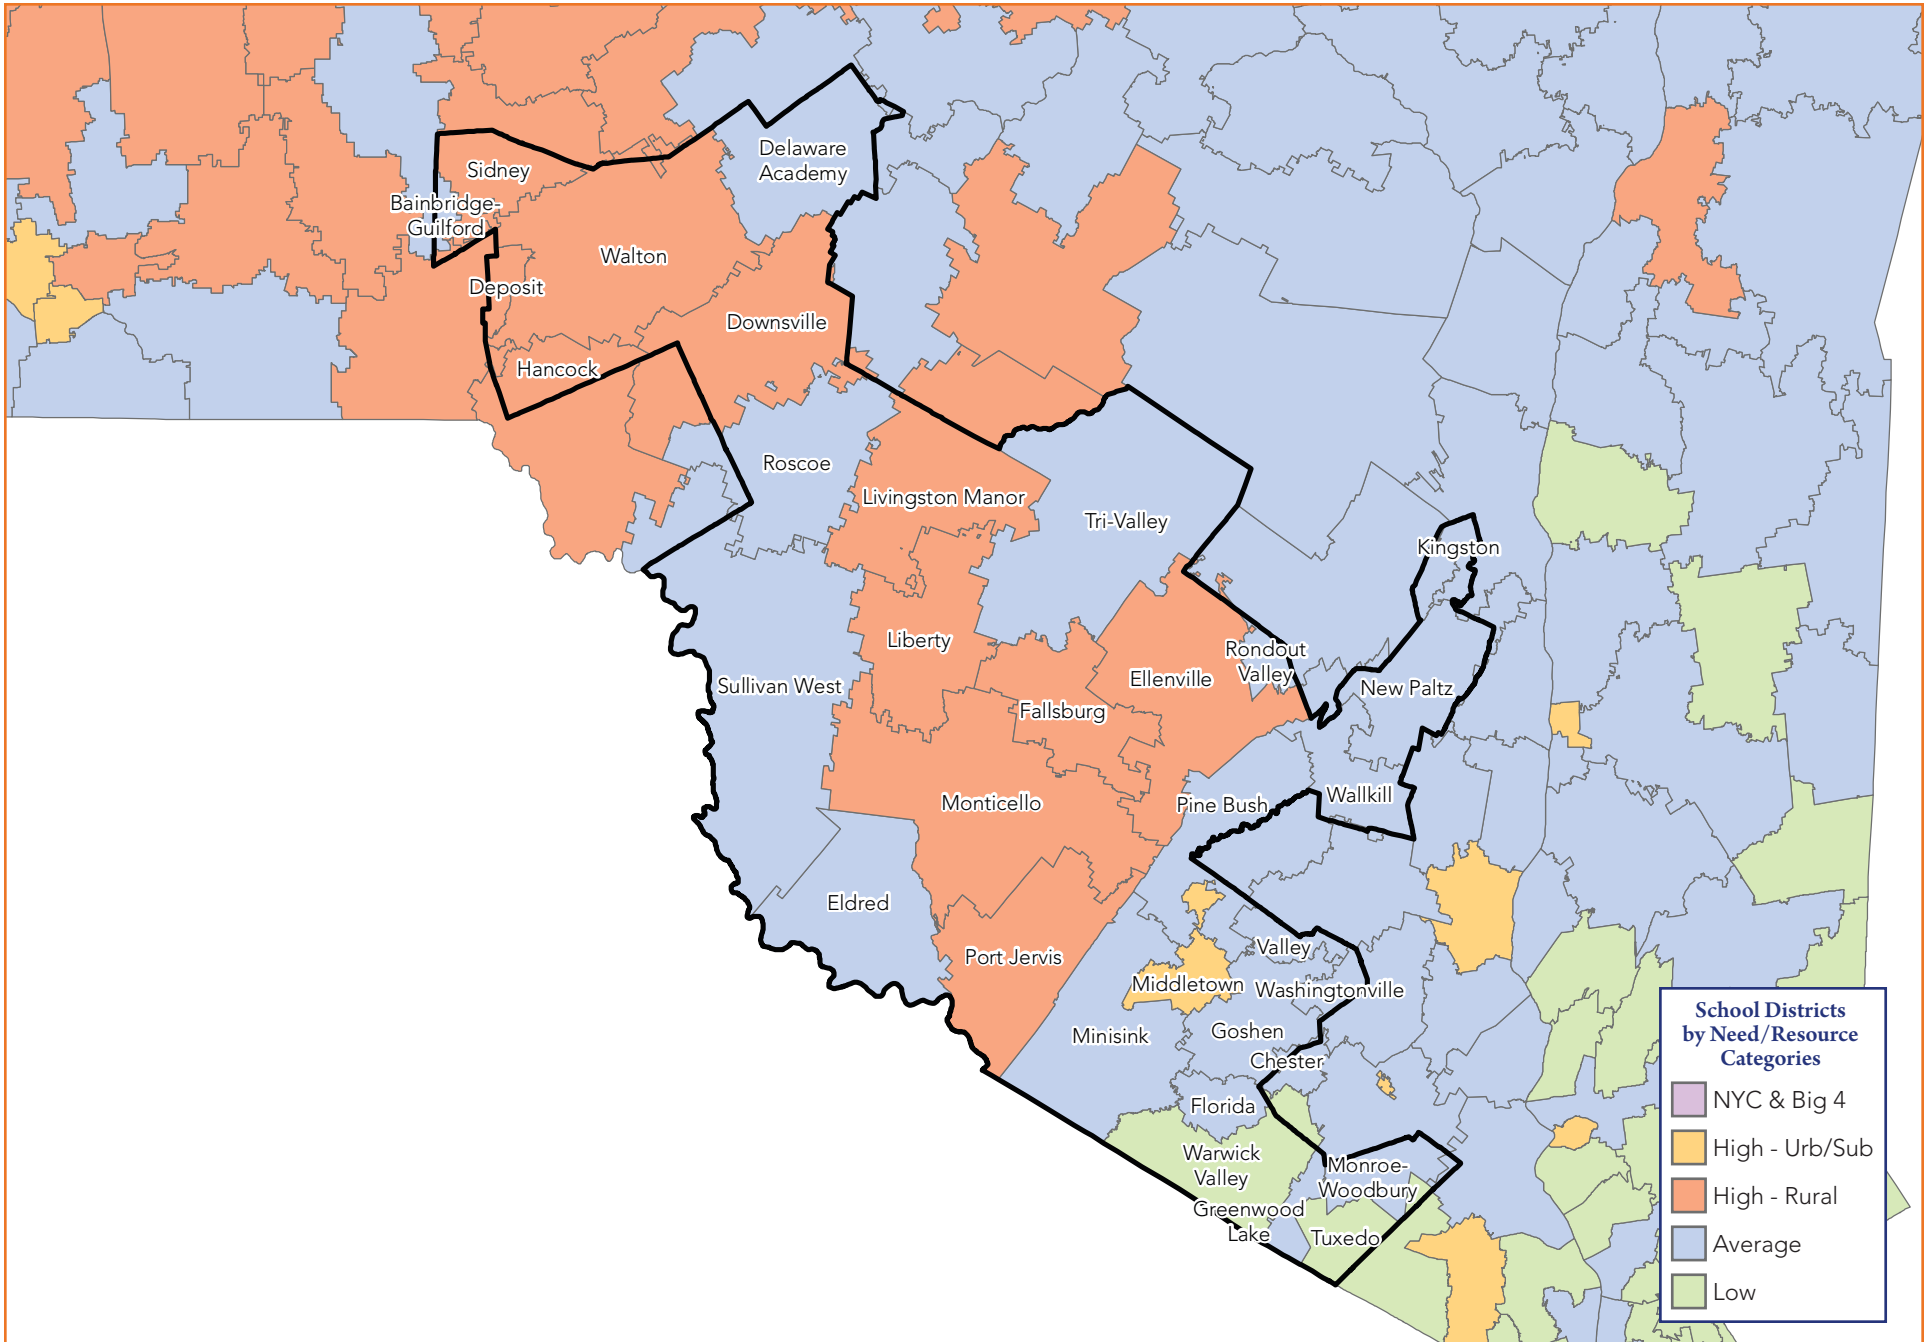 Delaware
Academy
Sidney
Bainbridge-
Guilford
Walton
Deposit
Downsville
Hancock
Roscoe
Livingston Manor
Tri-Valley
Kingston
Liberty
Rondout
Valley
Ellenville
Sullivan West
New Paltz
Fallsburg
Monticello
Pine Bush
Wallkill
Eldred
Valley
Port Jervis
Middletown
Washingtonville
Goshen
Minisink
Chester
Florida
Warwick
Valley
Monroe-
Woodbury
Greenwood
Lake
Tuxedo
School Districts
by Need/Resource
Categories
NYC & Big 4
High - Urb/Sub
High - Rural
Average
Low